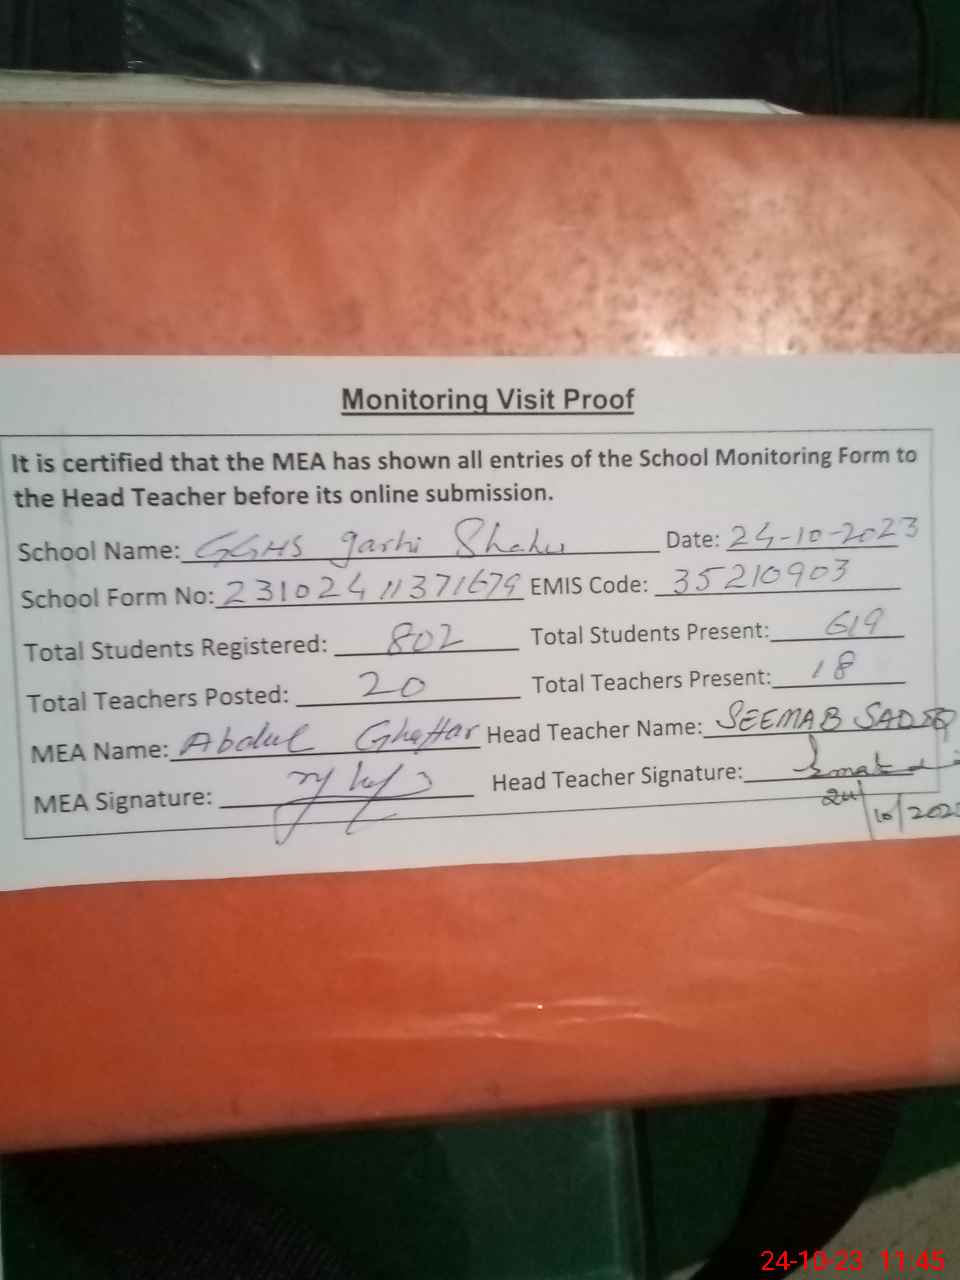 Monitoring Visit Proof
It is certified that the MEA has shown all entries of the School Monitoring Form to
the Head Teacher before its online submission.
School Name: GGHS garhi Shahu Date: 24-10-2023
School Form No: 23102411371679 EMIS Code: 35210903
Total Students Registered: 802 Total Students Present: 619
Total Teachers Posted: 20 Total Teachers Present: 18
MEA Name: Abdul Ghaffar Head Teacher Name: SEEMAB SADIQ
MEA Signature: Head Teacher Signature:
24/10/2023
24-10-23 11:45